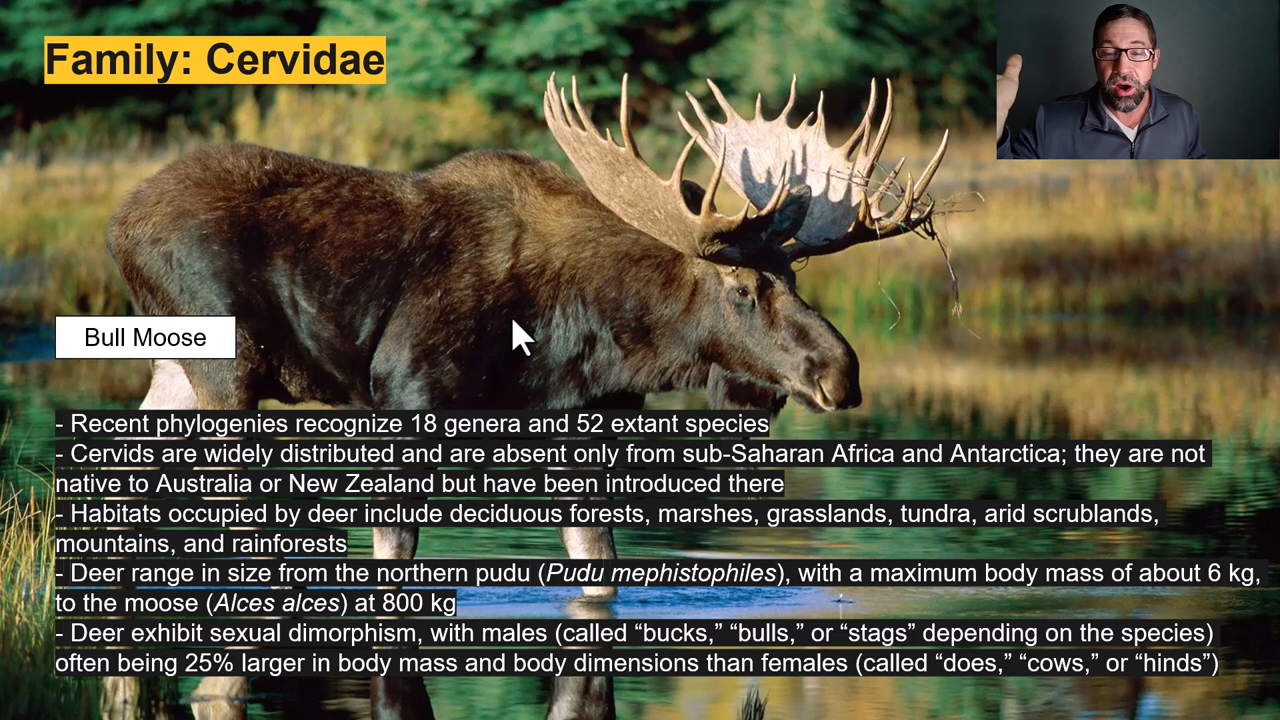 Family: Cervidae
Bull Moose
- Recent phylogenies recognize 18 genera and 52 extant species
- Cervids are widely distributed and are absent only from sub-Saharan Africa and Antarctica; they are not
native to Australia or New Zealand but have been introduced there
- Habitats occupied by deer include deciduous forests, marshes, grasslands, tundra, arid scrublands,
mountains, and rainforests
- Deer range in size from the northern pudu (Pudu mephistophiles), with a maximum body mass of about 6 kg,
to the moose (Alces alces) at 800 kg
- Deer exhibit sexual dimorphism, with males (called “bucks,” “bulls,” or “stags” depending on the species)
often being 25% larger in body mass and body dimensions than females (called “does,” “cows,” or “hinds”)